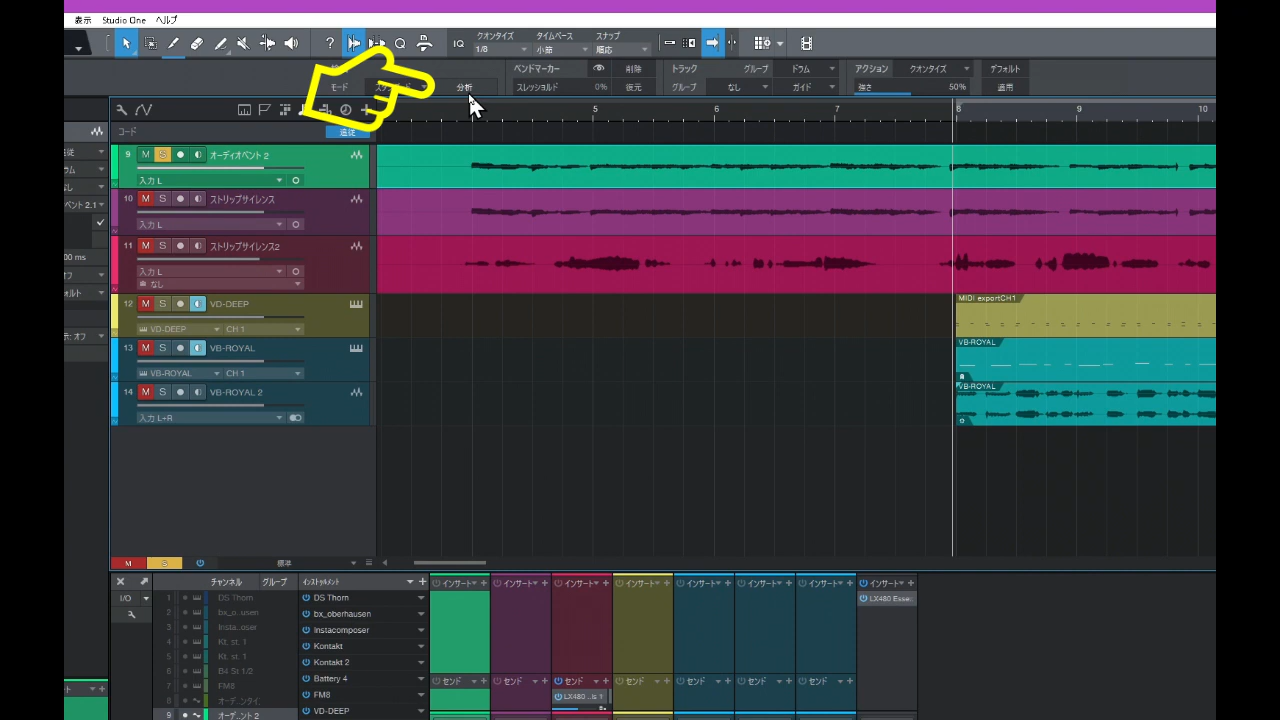 表示 Studio One ヘルプ
クオンタイズ タイムベース スナップ
? IQ 1/8 小節 順応
ベンドマーカー 削除 トラック グループ ドラム アクション クオンタイズ デフォルト
モード 分析 スレッショルド 0% 復元 グループ なし ガイド 強さ 50% 適用
5 6 7 8 9 10
コード 追従
9 M S オーディオベント 2
入力 L
10 M S ストリップサイレンス
入力 L
11 M S ストリップサイレンス2
入力 L
なし
12 M S VD-DEEP MIDI exportCH1
VD-DEEP CH 1
13 M S VB-ROYAL VB-ROYAL
VB-ROYAL CH 1
14 M S VB-ROYAL 2 VB-ROYAL
入力 L+R
ベント 2.1
00 ms
示: オフ
M S 標準
チャンネル グループ インストゥルメント インサート インサート インサート インサート インサート インサート インサート インサート
I/O 1 DS Thorn DS Thorn LX480 Esse..
2 bx_o..usen bx_oberhausen
3 Insta..oser Instacomposer
4 Kt. st. 1 Kontakt
5 Kt. st. 1 Kontakt 2
6 B4 St 1/2 Battery 4 センド センド センド センド センド センド センド
7 FM8 FM8 LX480 ..is 1
8 オーデ..ンタイ VD-DEEP
9 オーデ..ント 2